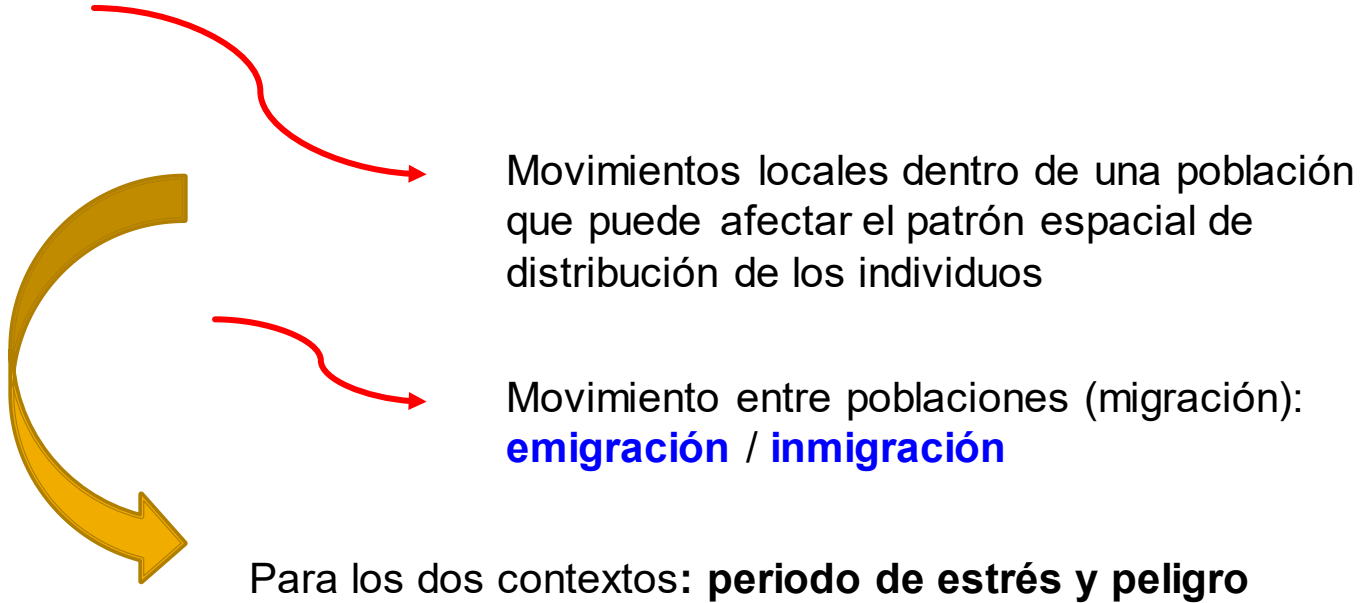 Movimientos locales dentro de una población
que puede afectar el patrón espacial de
distribución de los individuos
Movimiento entre poblaciones (migración):
emigración / inmigración
Para los dos contextos: periodo de estrés y peligro